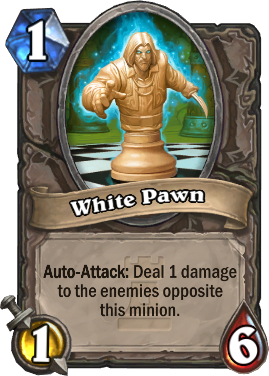 1
White Pawn
Auto-Attack: Deal 1 damage
to the enemies opposite
this minion.
1
6